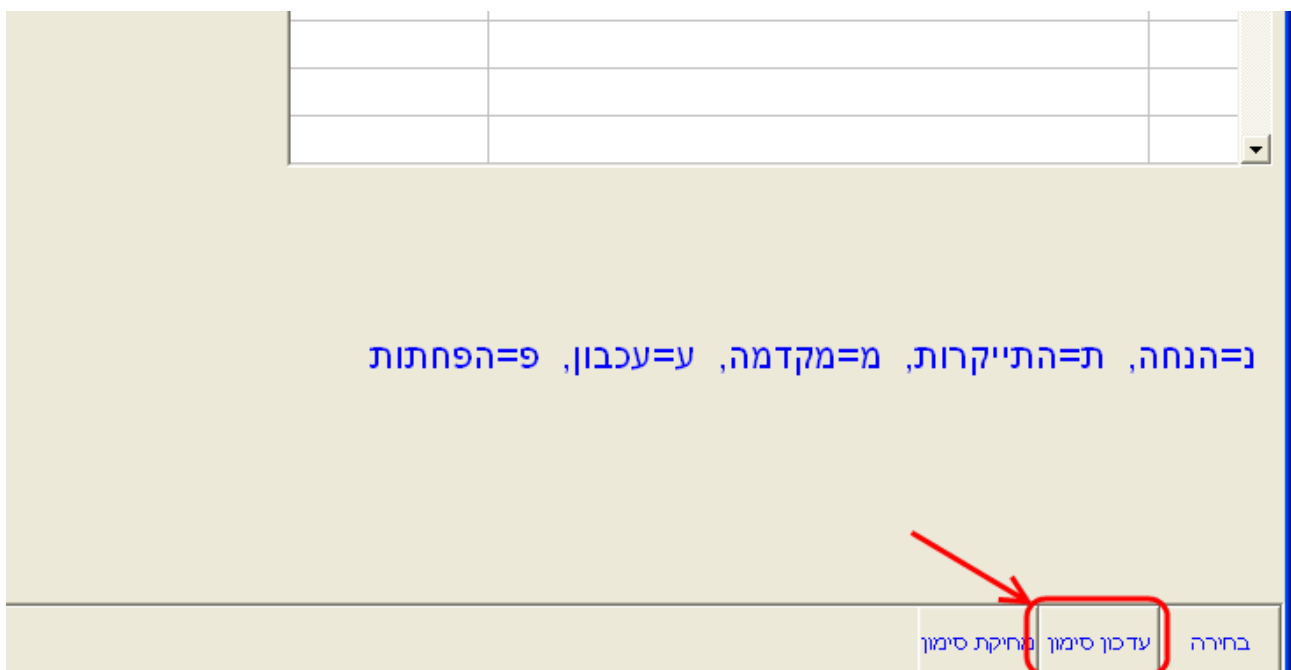 נ=הנחה, ת=התייקרות, מ=מקדמה, ע=עכבון, פ=הפחתות
בחירה עדכון סימון מחיקת סימון